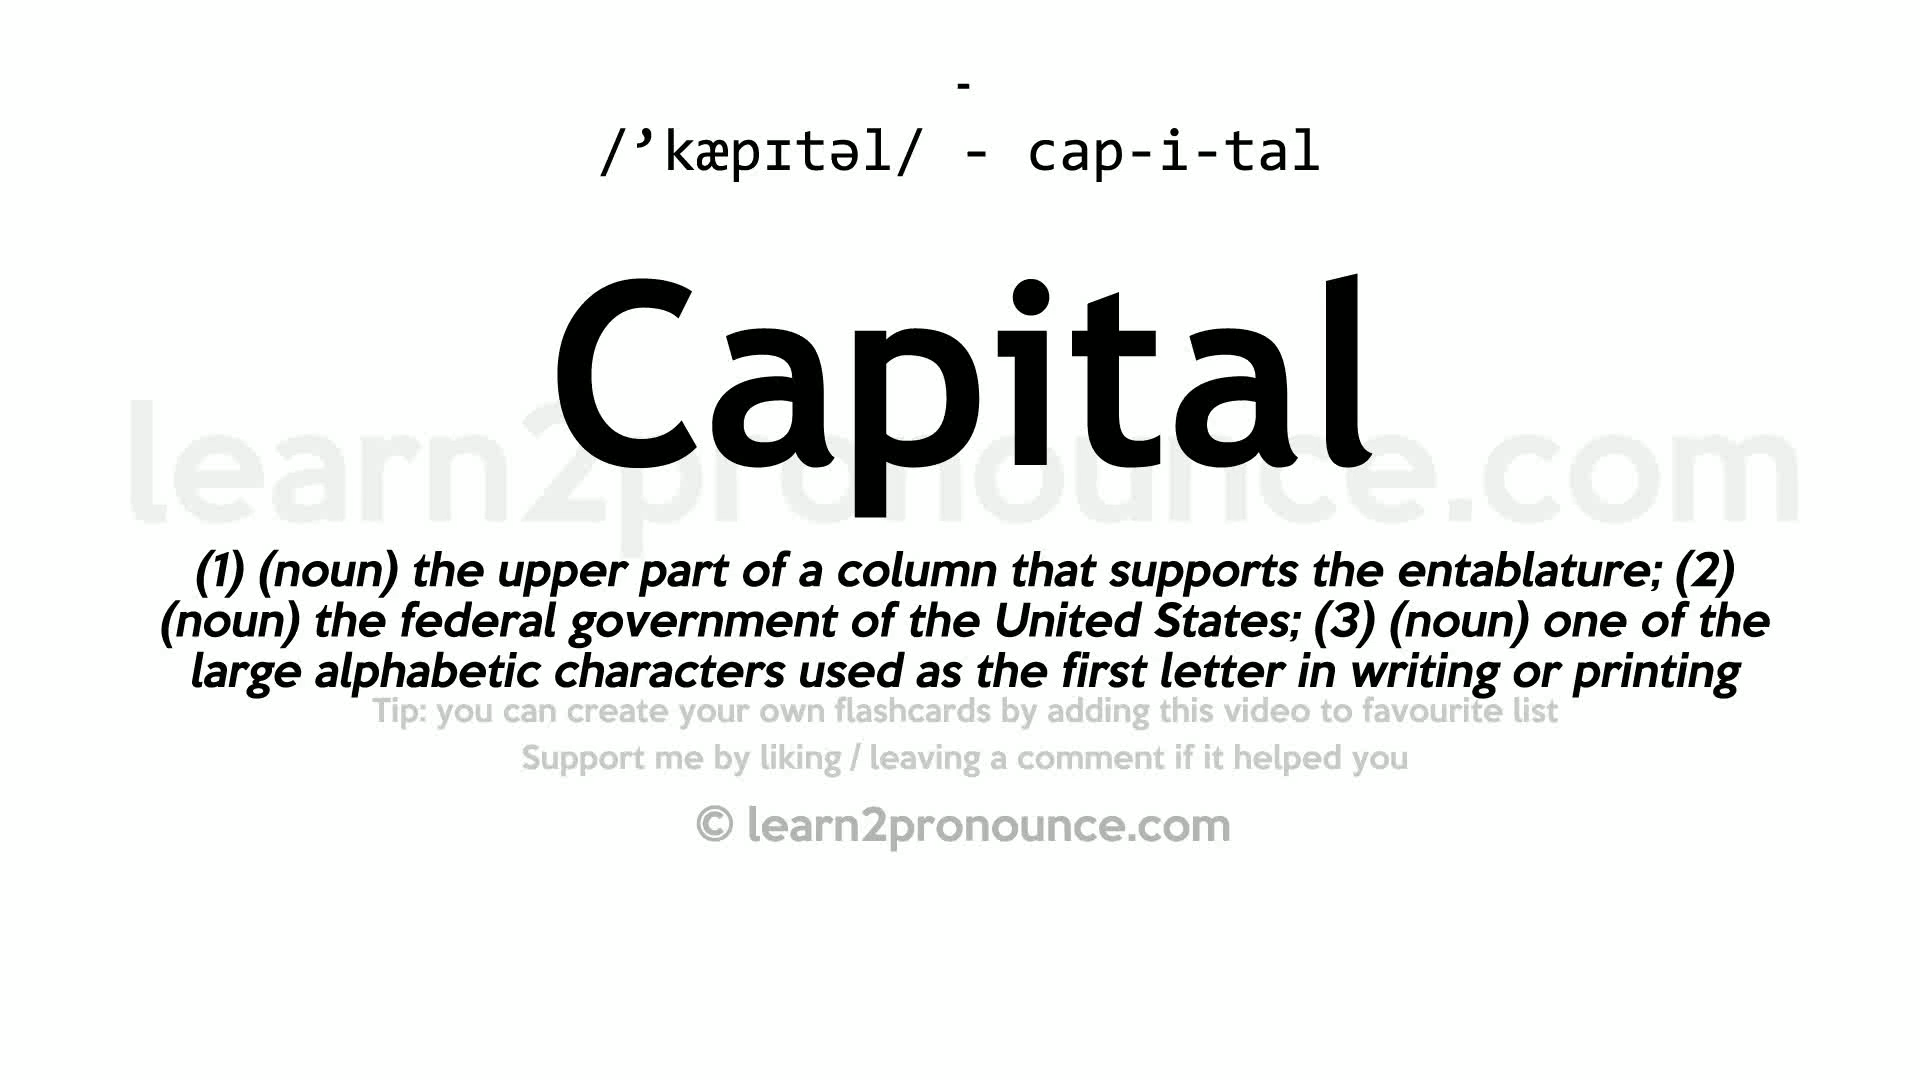 -
/’kæpɪtəl/ - cap-i-tal
Capital
learn2pronounce.com
(1) (noun) the upper part of a column that supports the entablature; (2)
(noun) the federal government of the United States; (3) (noun) one of the
large alphabetic characters used as the first letter in writing or printing
Tip: you can create your own flashcards by adding this video to favourite list
Support me by liking / leaving a comment if it helped you
© learn2pronounce.com